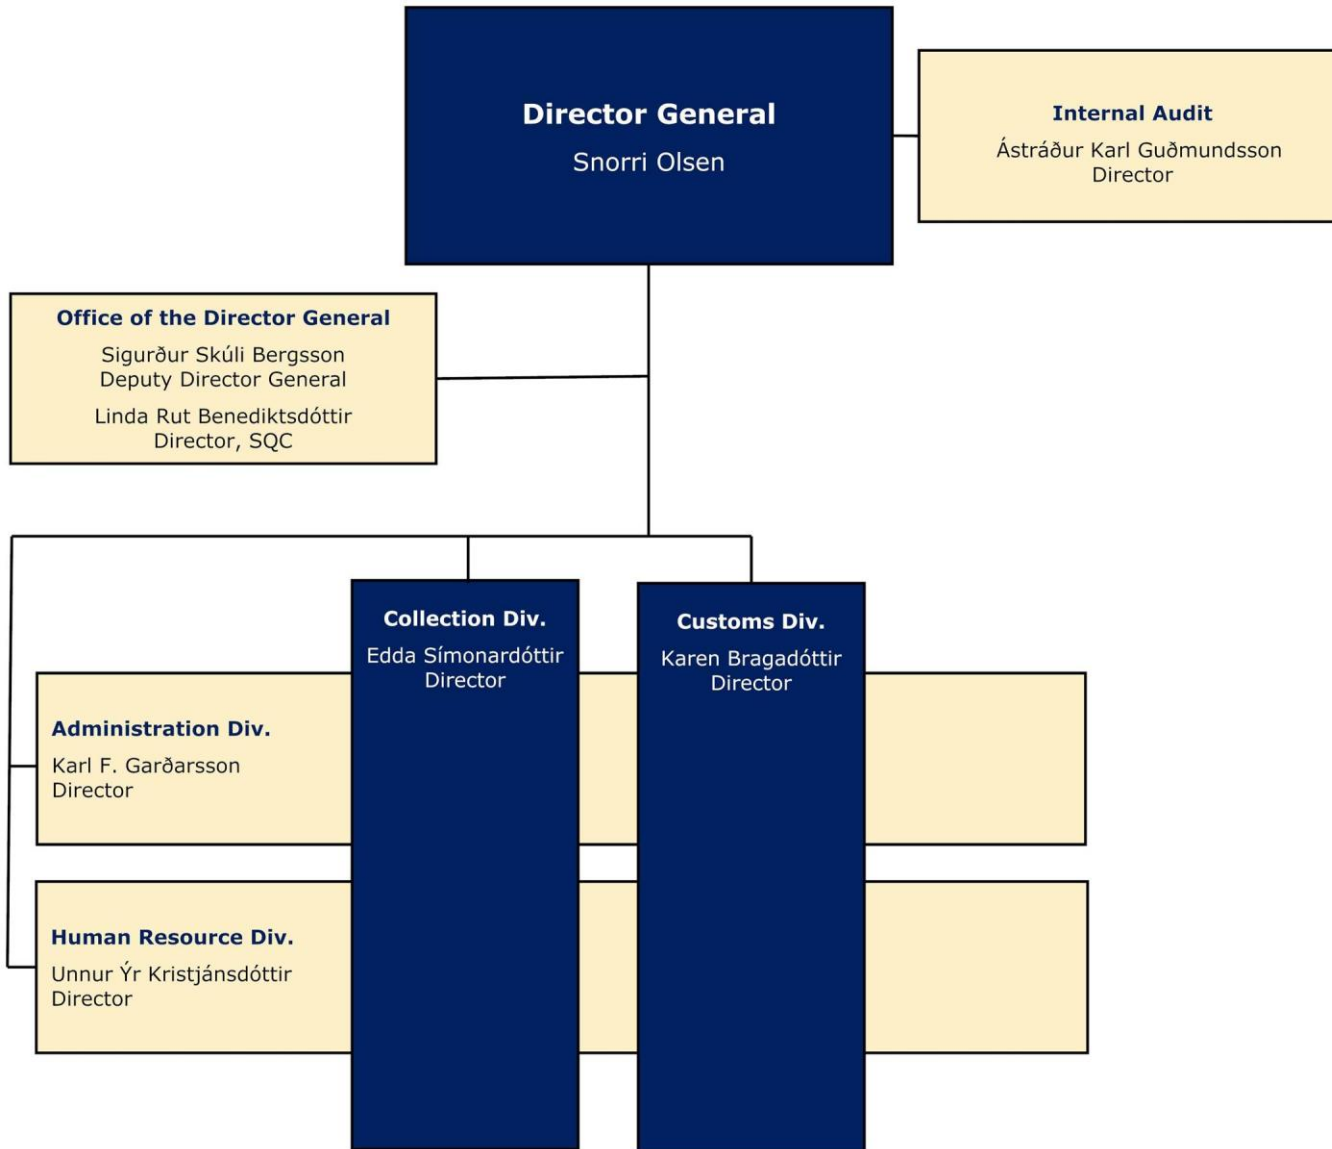 Director General
Snorri Olsen
Internal Audit
Ástráður Karl Guðmundsson
Director
Office of the Director General
Sigurður Skúli Bergsson
Deputy Director General
Linda Rut Benediktsdóttir
Director, SQC
Collection Div.
Edda Símonardóttir
Director
Customs Div.
Karen Bragadóttir
Director
Administration Div.
Karl F. Garðarsson
Director
Human Resource Div.
Unnur Ýr Kristjánsdóttir
Director